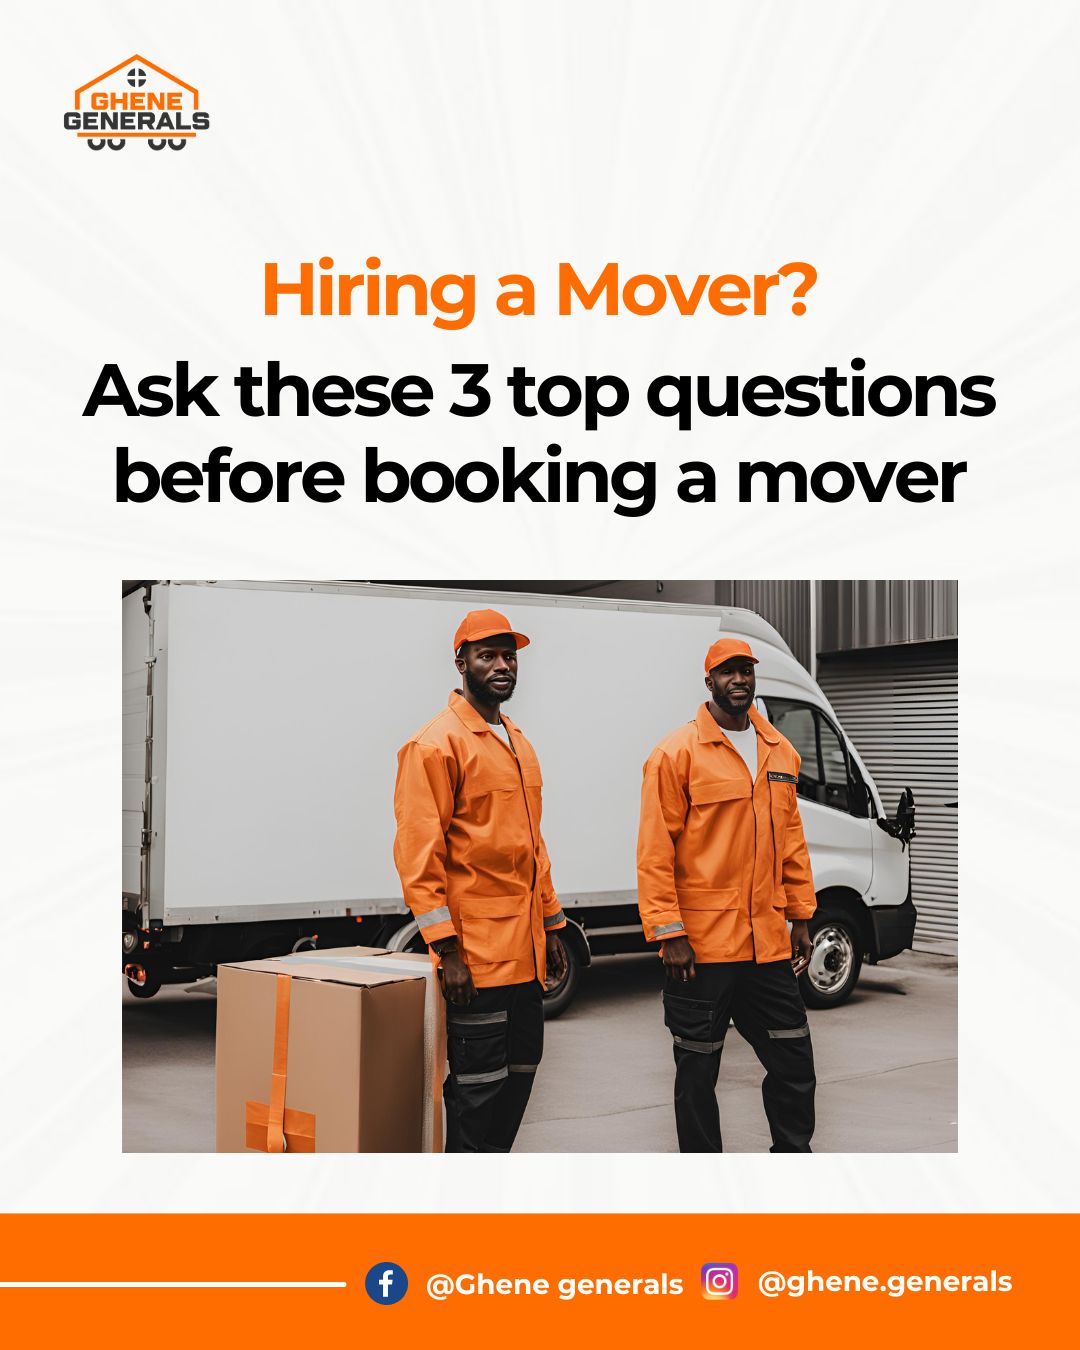 GHENE
GENERALS
Hiring a Mover?
Ask these 3 top questions
before booking a mover
@Ghene generals
@ghene.generals